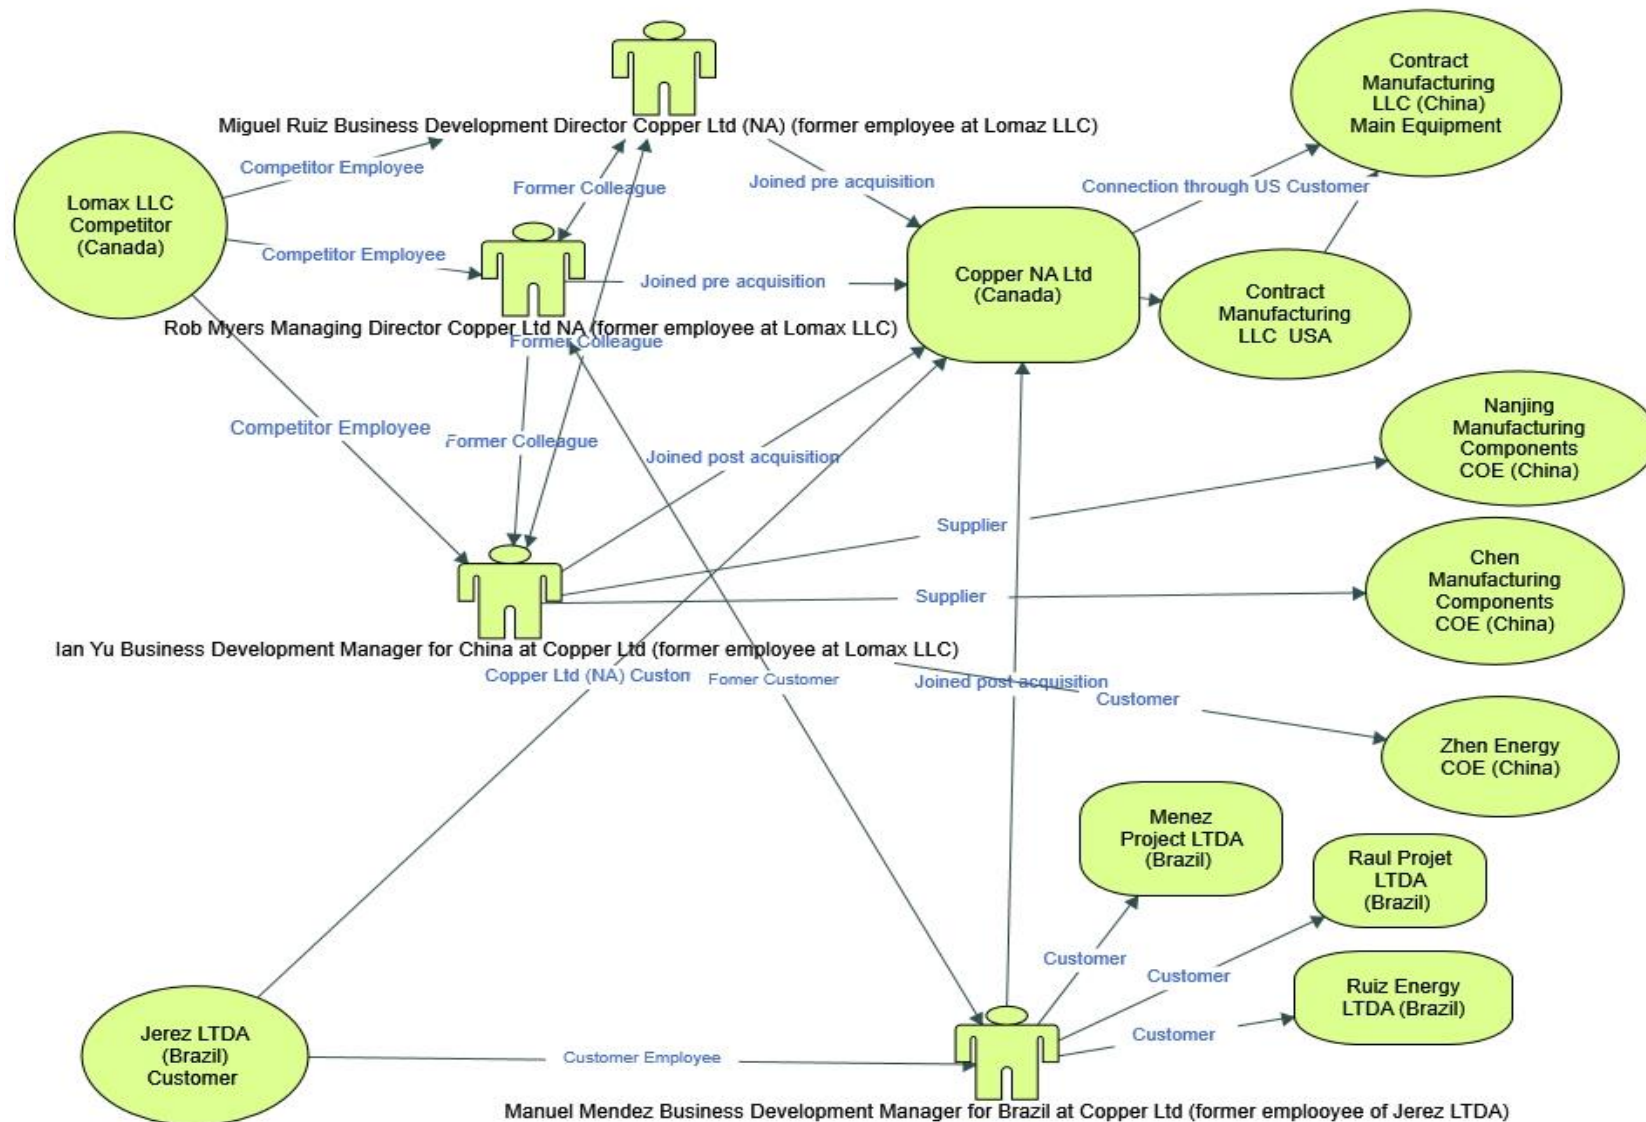 Contract
Manufacturing
LLC (China)
Main Equipment
Miguel Ruiz Business Development Director Copper Ltd (NA) (former employee at Lomaz LLC)
Competitor Employee
Former Colleague
Joined pre acquisition
Connection through US Customer
Lomax LLC
Competitor
(Canada)
Competitor Employee
Joined pre acquisition
Copper NA Ltd
(Canada)
Contract
Manufacturing
LLC USA
Rob Myers Managing Director Copper Ltd NA (former employee at Lomax LLC)
Former Colleague
Competitor Employee
Former Colleague
Joined post acquisition
Nanjing
Manufacturing
Components
COE (China)
Supplier
Chen
Manufacturing
Components
COE (China)
Supplier
Ian Yu Business Development Manager for China at Copper Ltd (former employee at Lomax LLC)
Copper Ltd (NA) Custon
Fomer Customer
Joined post acquisition
Customer
Zhen Energy
COE (China)
Menez
Project LTDA
(Brazil)
Raul Projet
LTDA
(Brazil)
Customer
Customer
Ruiz Energy
LTDA (Brazil)
Customer
Jerez LTDA
(Brazil)
Customer
Customer Employee
Manuel Mendez Business Development Manager for Brazil at Copper Ltd (former emplooyee of Jerez LTDA)